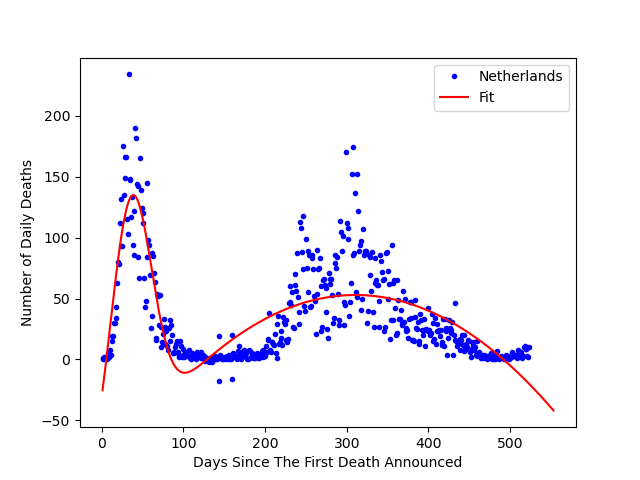 Netherlands
Fit
Number of Daily Deaths
200
150
100
50
0
−50
0 100 200 300 400 500
Days Since The First Death Announced